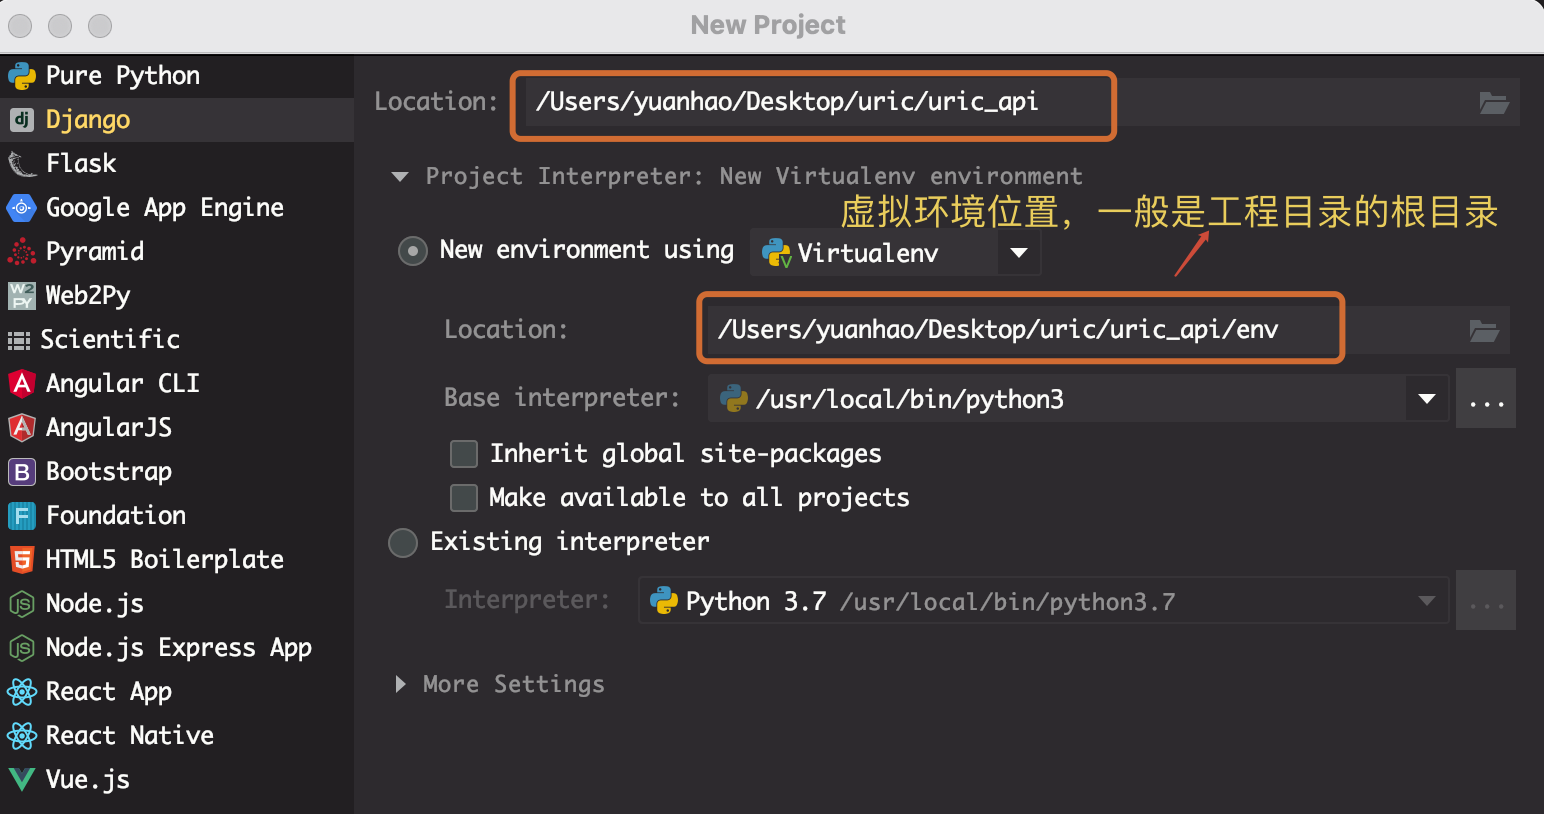 New Project
Pure Python
Django
Flask
Google App Engine
Pyramid
Web2Py
Scientific
Angular CLI
AngularJS
Bootstrap
Foundation
HTML5 Boilerplate
Node.js
Node.js Express App
React App
React Native
Vue.js
Location: /Users/yuanhao/Desktop/uric/uric_api
Project Interpreter: New Virtualenv environment
虚拟环境位置，一般是工程目录的根目录
New environment using Virtualenv
Location: /Users/yuanhao/Desktop/uric/uric_api/env
Base interpreter: /usr/local/bin/python3 ...
Inherit global site-packages
Make available to all projects
Existing interpreter
Interpreter: Python 3.7 /usr/local/bin/python3.7 ...
More Settings